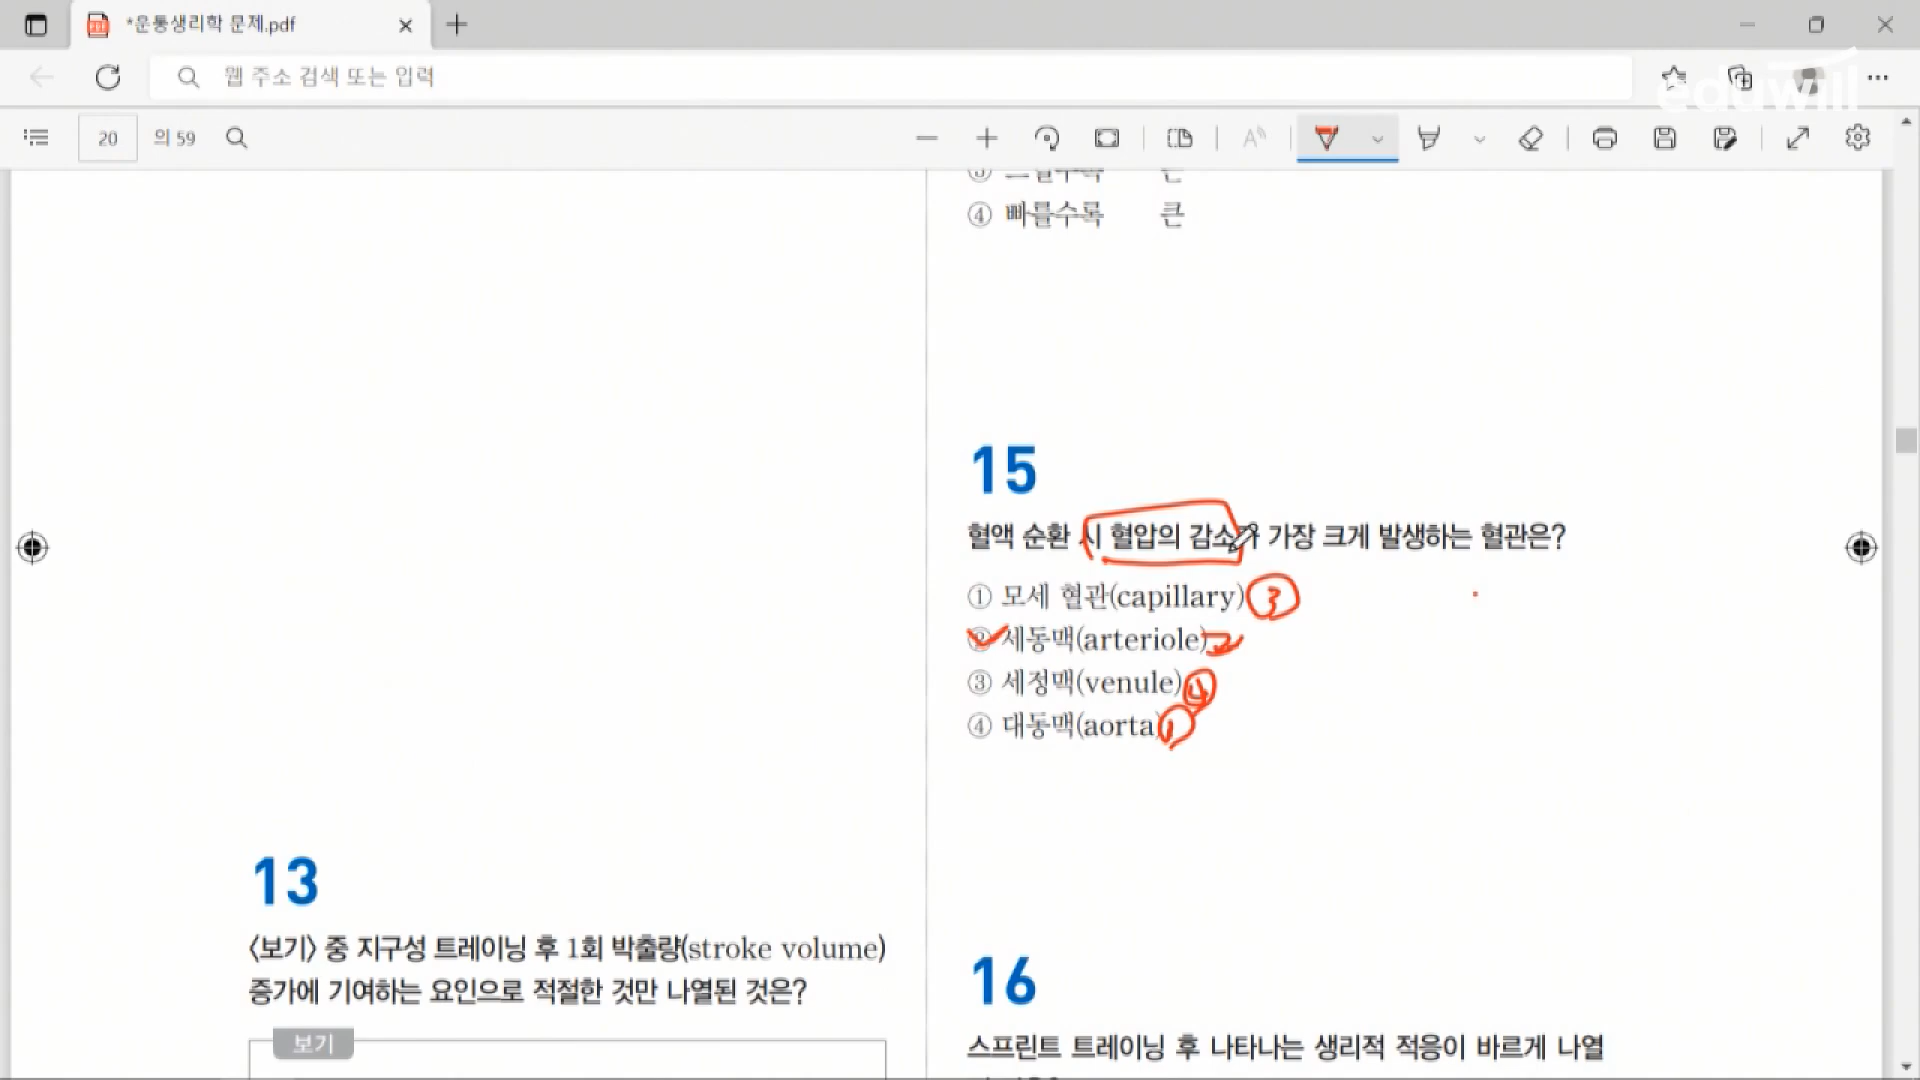 *운동생리학 문제.pdf
웹 주소 검색 또는 입력
eduwill
20 의 59
④ 빠를수록 큰
13
〈보기〉 중 지구성 트레이닝 후 1회 박출량(stroke volume)
증가에 기여하는 요인으로 적절한 것만 나열된 것은?
보기
15
혈액 순환 시 혈압의 감소가 가장 크게 발생하는 혈관은?
① 모세 혈관(capillary) 3
② 세동맥(arteriole) 2
③ 세정맥(venule) 4
④ 대동맥(aorta) 1
16
스프린트 트레이닝 후 나타나는 생리적 적응이 바르게 나열